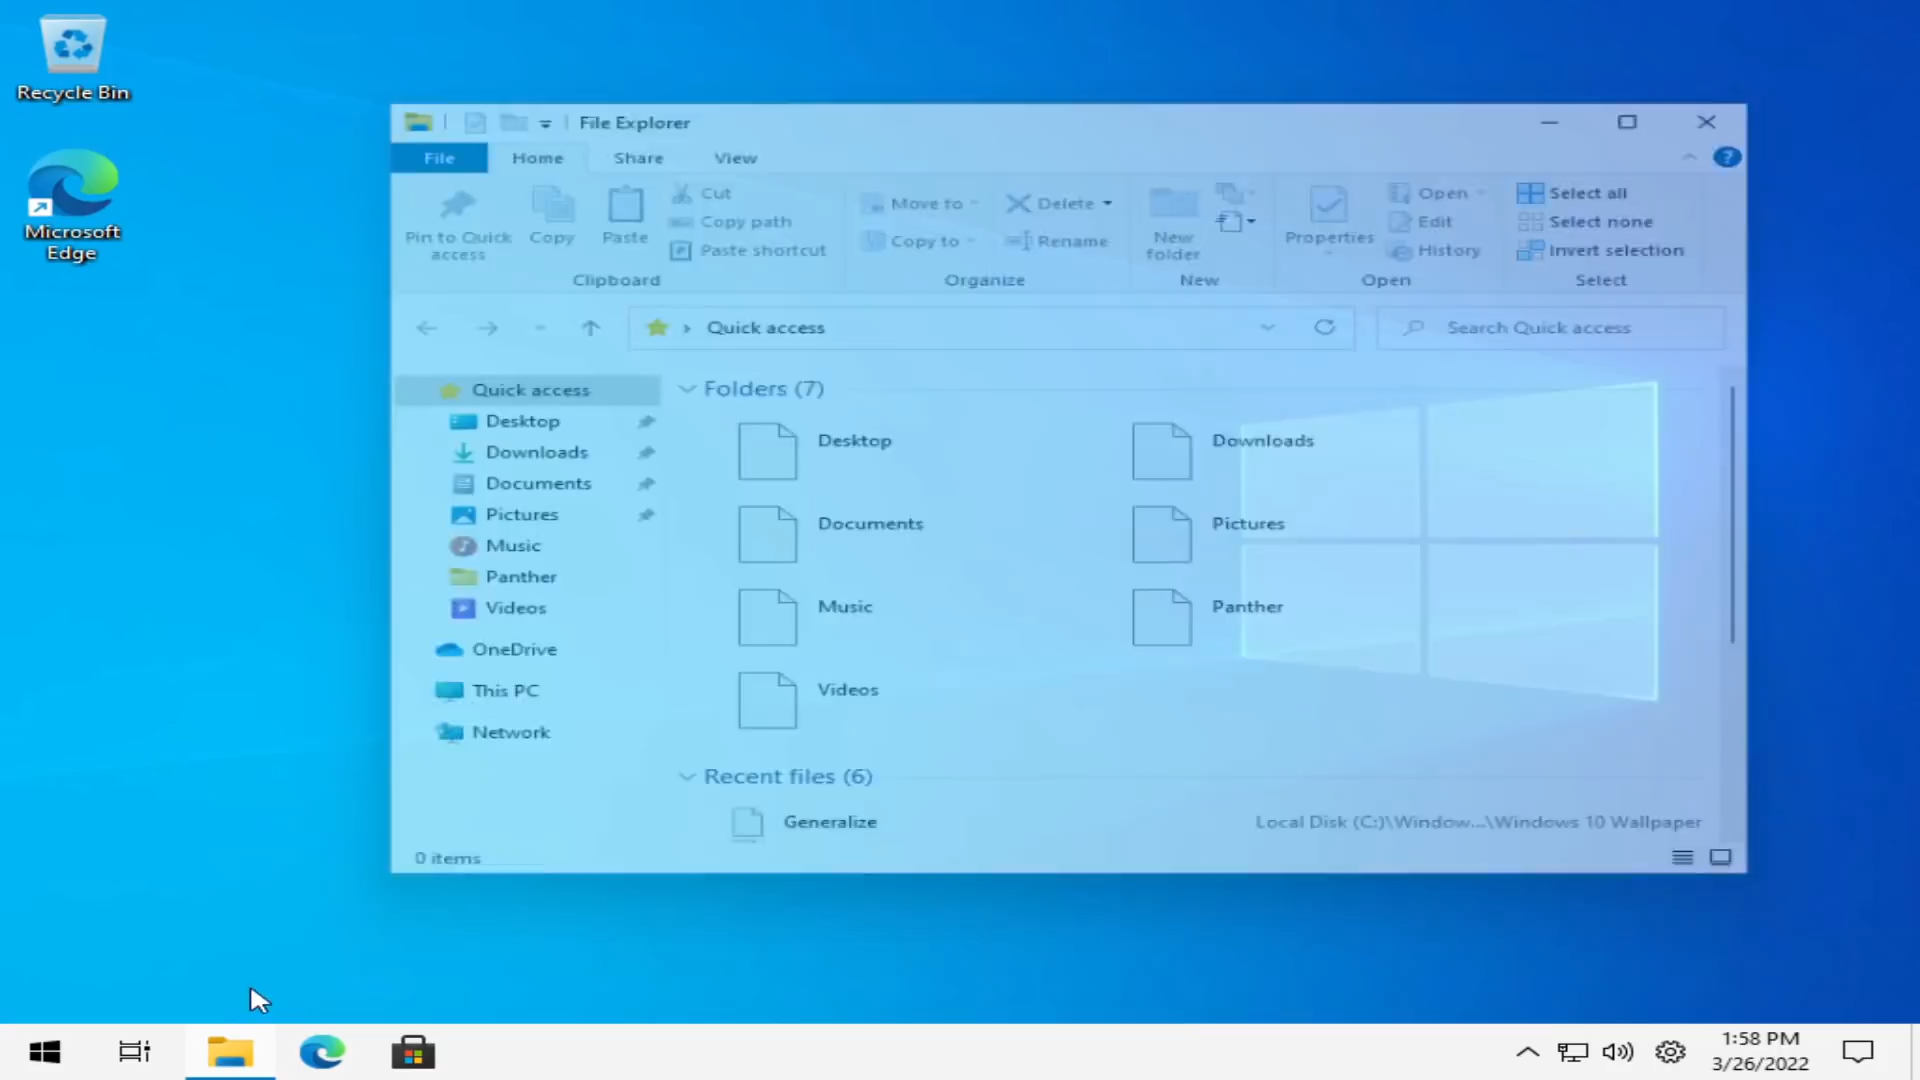 Recycle Bin
Microsoft
Edge
File Explorer
File
Home
Share
View
?
Pin to Quick
access
Copy
Paste
Cut
Copy path
Paste shortcut
Clipboard
Move to
Copy to
Delete
Rename
Organize
New
folder
New
Properties
Open
Edit
History
Open
Select all
Select none
Invert selection
Select
Quick access
Search Quick access
Quick access
Desktop
Downloads
Documents
Pictures
Music
Panther
Videos
OneDrive
This PC
Network
Folders (7)
Desktop
Downloads
Documents
Pictures
Music
Panther
Videos
Recent files (6)
Generalize
Local Disk (C:)\Window...\Windows 10 Wallpaper
0 items
1:58 PM
3/26/2022